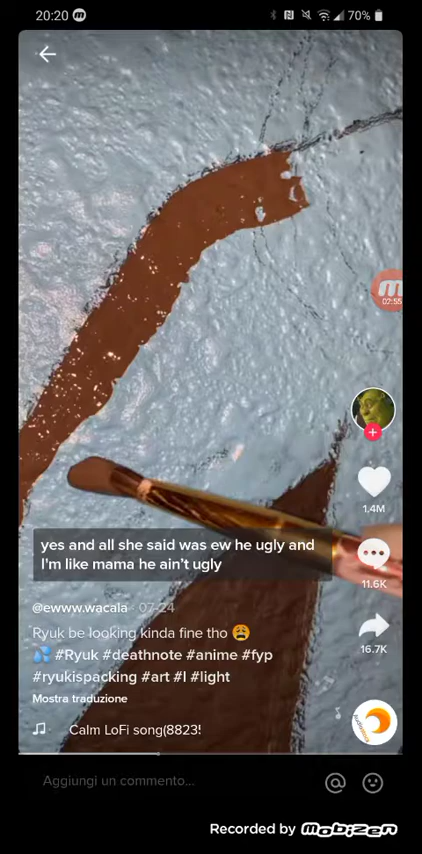 20:20
70%
02:55
1,4M
yes and all she said was ew he ugly and
I'm like mama he ain't ugly
11.6K
@ewww.wacala · 07-24
Ryuk be looking kinda fine tho 😩
💦 #Ryuk #deathnote #anime #fyp
#ryukispacking #art #l #light
16.7K
Mostra traduzione
Calm LoFi song(8823!
Aggiungi un commento...
Recorded by Mobizen